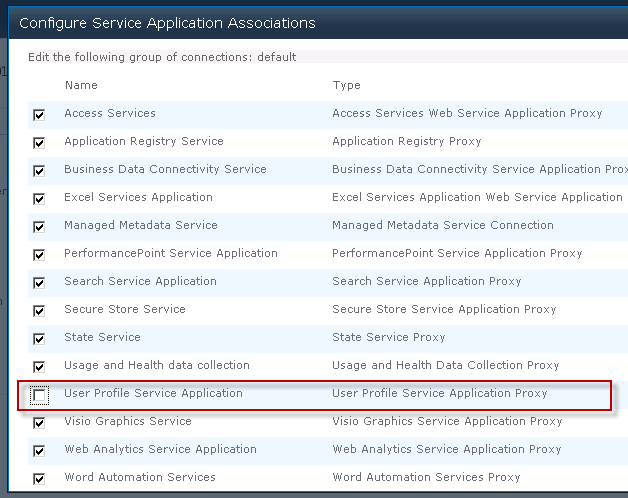 Configure Service Application Associations
Edit the following group of connections: default
Name Type
Access Services Access Services Web Service Application Proxy
Application Registry Service Application Registry Proxy
Business Data Connectivity Service Business Data Connectivity Service Application
Excel Services Application Excel Services Application Web Service Application
Managed Metadata Service Managed Metadata Service Connection
PerformancePoint Service Application PerformancePoint Service Application Proxy
Search Service Application Search Service Application Proxy
Secure Store Service Secure Store Service Application Proxy
State Service State Service Proxy
Usage and Health data collection Usage and Health Data Collection Proxy
User Profile Service Application User Profile Service Application Proxy
Visio Graphics Service Visio Graphics Service Application Proxy
Web Analytics Service Application Web Analytics Service Application Proxy
Word Automation Services Word Automation Services Proxy